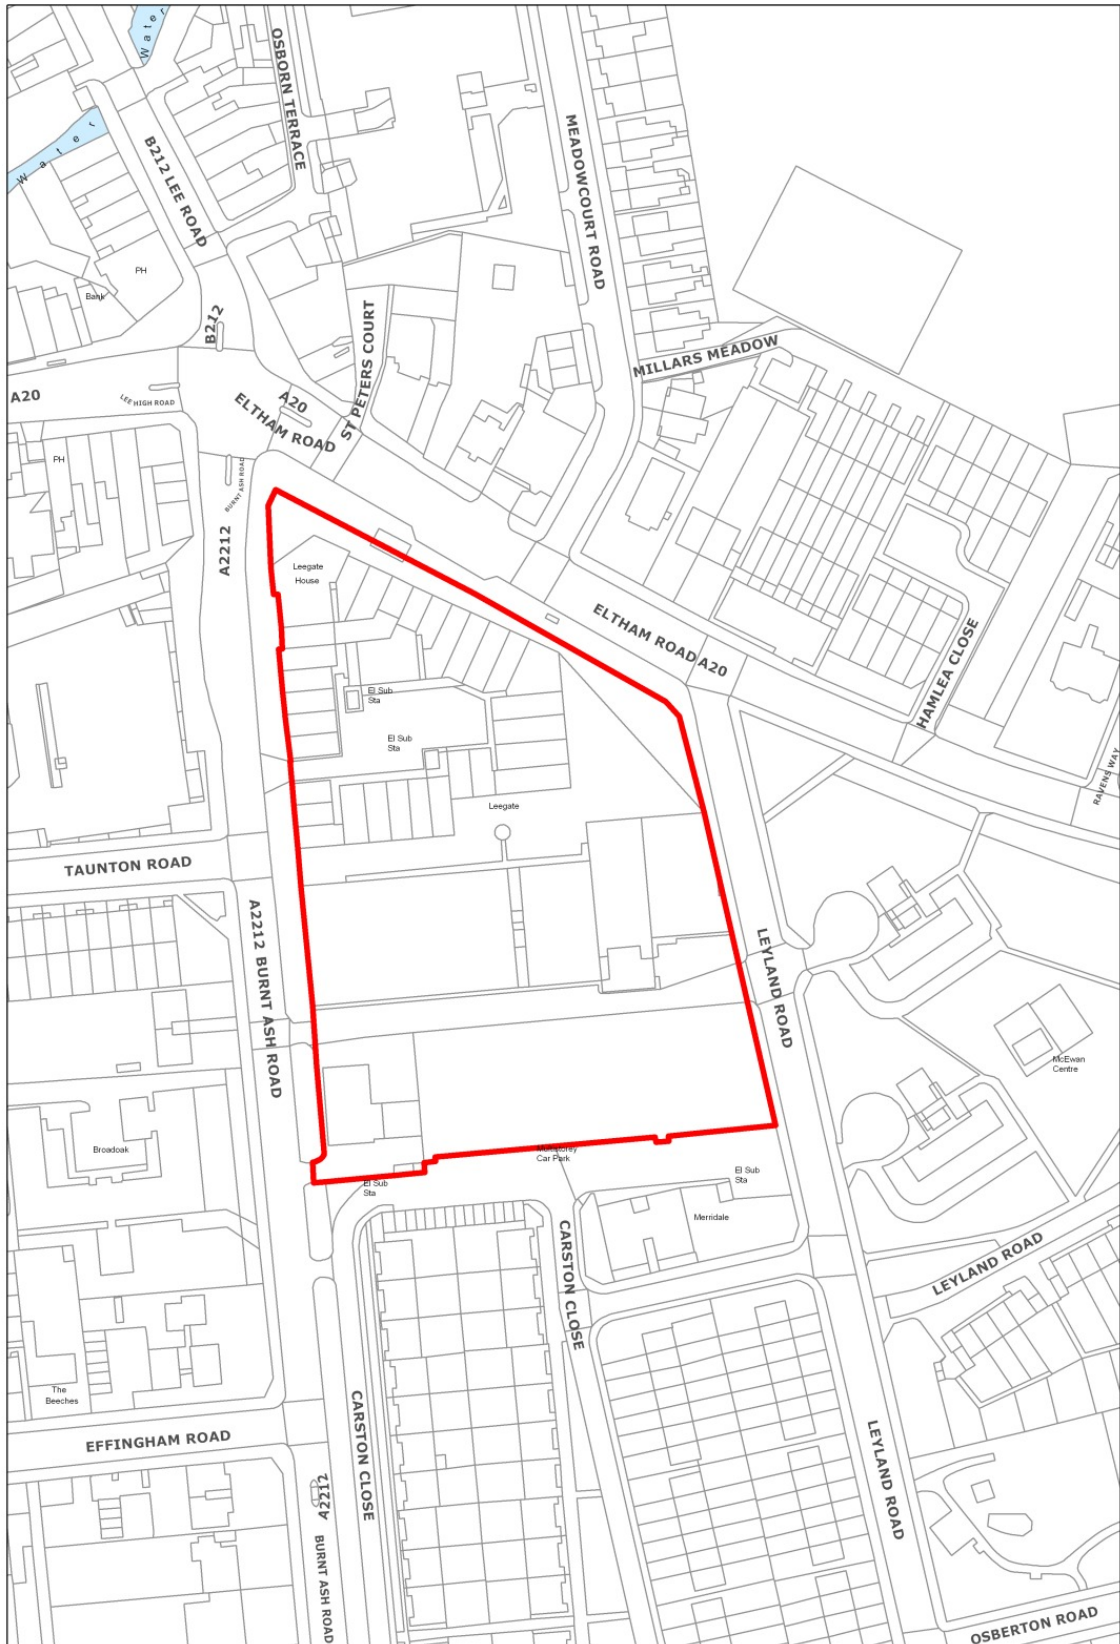 Water
OSBORN TERRACE
Water
B212 LEE ROAD
MEADOWCOURT ROAD
PH
Bank
B212
ST PETERS COURT
MILLARS MEADOW
A20
LEE HIGH ROAD
A20
ELTHAM ROAD
PH
BURNT ASH ROAD
A2212
Leegate
House
ELTHAM ROAD A20
HAMLEA CLOSE
El Sub
Sta
El Sub
Sta
RAVENS WAY
Leegate
TAUNTON ROAD
A2212 BURNT ASH ROAD
LEYLAND ROAD
McEwan
Centre
Broadoak
Multistorey
Car Park
El Sub
Sta
El Sub
Sta
Merridale
CARSTON CLOSE
LEYLAND ROAD
The
Beeches
CARSTON CLOSE
EFFINGHAM ROAD
LEYLAND ROAD
A2212
BURNT ASH ROAD
OSBERTON ROAD